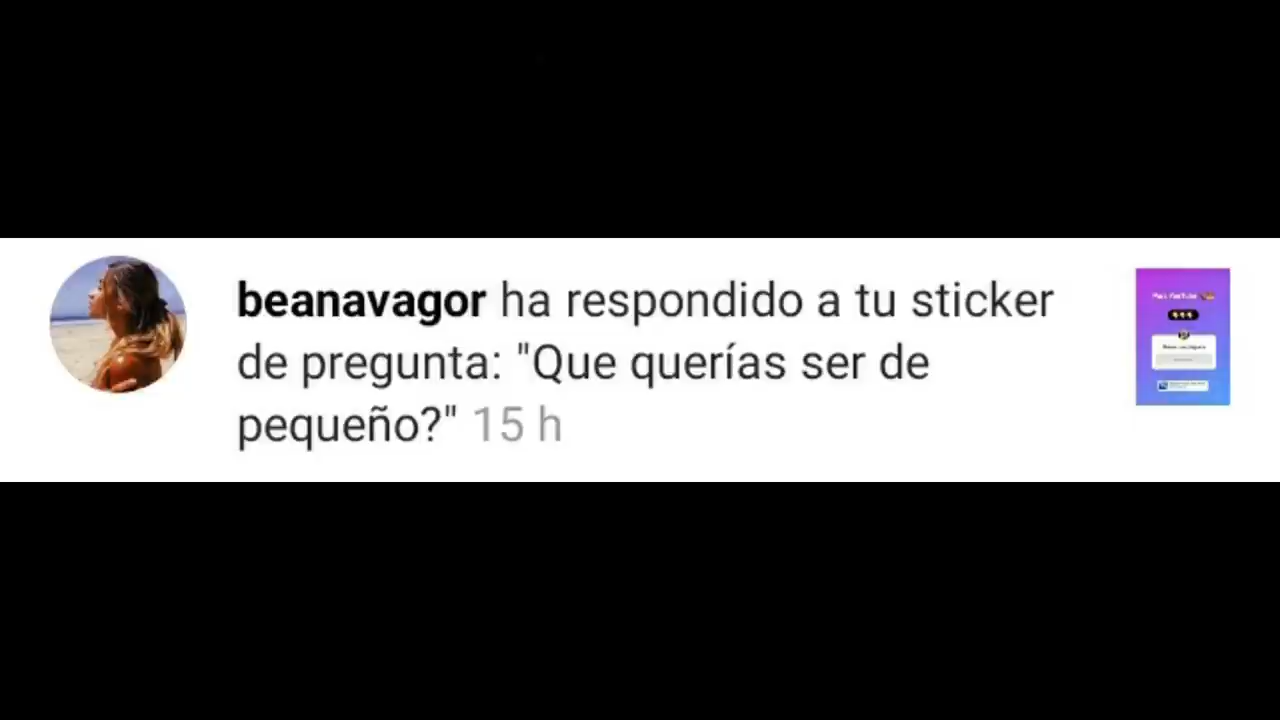 beanavagor ha respondido a tu sticker
de pregunta: "Que querías ser de
pequeño?" 15 h